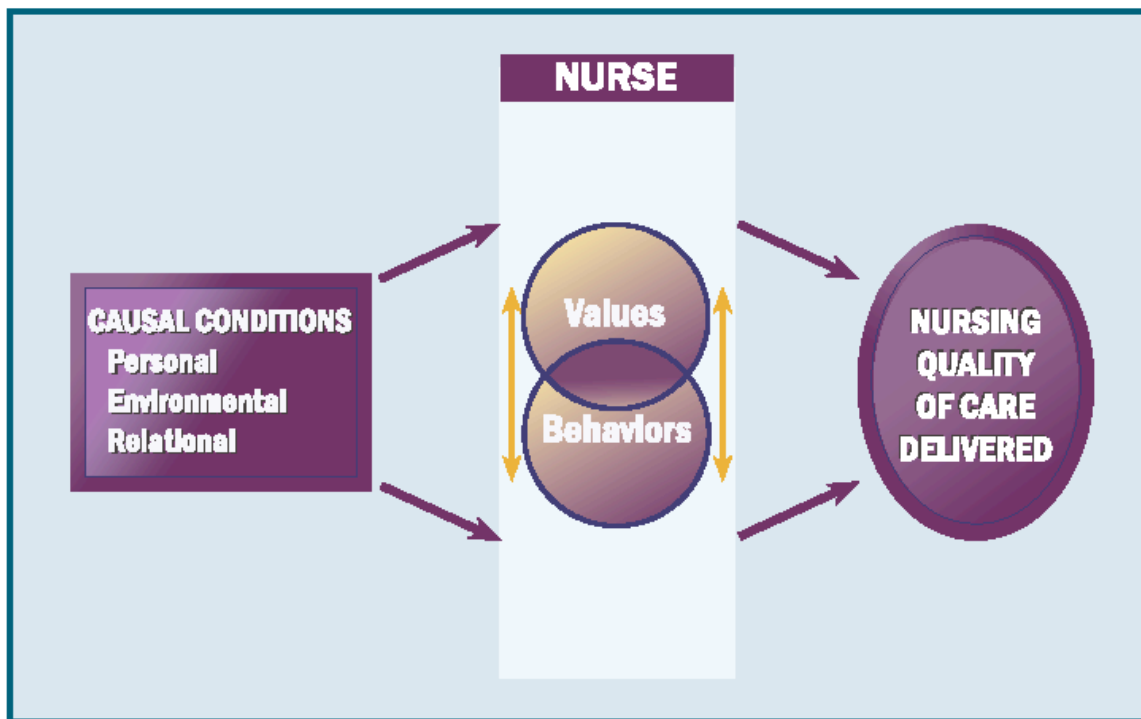 NURSE
CAUSAL CONDITIONS
Personal
Environmental
Relational
Values
Behaviors
NURSING
QUALITY
OF CARE
DELIVERED